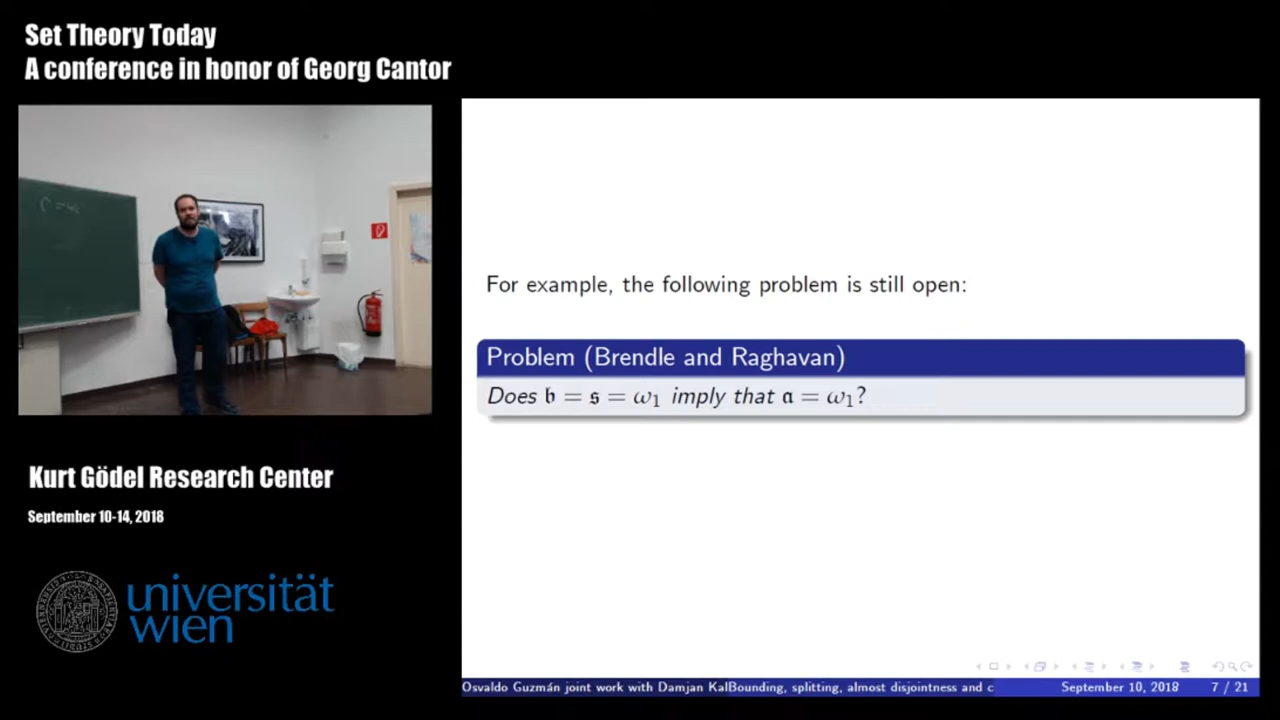 Set Theory Today
A conference in honor of Georg Cantor
For example, the following problem is still open:
Problem (Brendle and Raghavan)
Does 𝔟 = 𝔰 = ω₁ imply that 𝔞 = ω₁?
Kurt Gödel Research Center
September 10-14, 2018
universität
wien
Osvaldo Guzmán joint work with Damjan KalBounding, splitting, almost disjointness and c
September 10, 2018
7 / 21